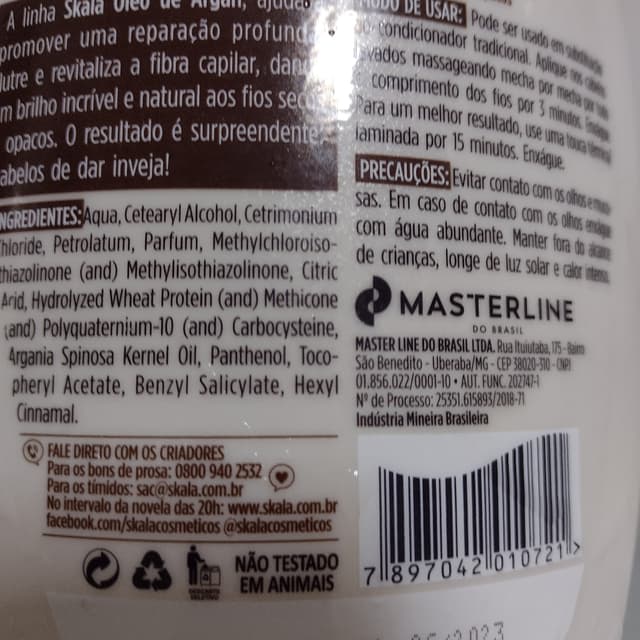 A linha Skala Óleo de Argan, ajuda
promover uma reparação profund
utre e revitaliza a fibra capilar, dan
m brilho incrível e natural aos fios sec
opacos. O resultado é surpreendente
abelos de dar inveja!
INGREDIENTES: Aqua, Cetearyl Alcohol, Cetrimonium
Chloride, Petrolatum, Parfum, Methylchloroiso-
thiazolinone (and) Methylisothiazolinone, Citric
Acid, Hydrolyzed Wheat Protein (and) Methicone
(and) Polyquaternium-10 (and) Carbocysteine,
Argania Spinosa Kernel Oil, Panthenol, Toco-
pheryl Acetate, Benzyl Salicylate, Hexyl
Cinnamal.
FALE DIRETO COM OS CRIADORES
Para os bons de prosa: 0800 940 2532
Para os tímidos: sac@skala.com.br
No intervalo da novela das 20h: www.skala.com.br
facebook.com/skalacosmeticos @skalacosmeticos
NÃO TESTADO
EM ANIMAIS
MODO DE USAR: Pode ser usado em substituição
condicionador tradicional. Aplique nos cabelos
lavados massageando mecha por mecha por todo
comprimento dos fios por 3 minutos. Enxágue.
Para um melhor resultado, use uma touca térmica
laminada por 15 minutos. Enxágue.
PRECAUÇÕES: Evitar contato com os olhos e muco-
sas. Em caso de contato com os olhos enxágue
com água abundante. Manter fora do alcance
de crianças, longe de luz solar e calor intenso.
MASTERLINE
DO BRASIL
MASTER LINE DO BRASIL LTDA. Rua Ituiutaba, 175 - Bairro
São Benedito - Uberaba/MG - CEP 38020-310 - CNPJ
01.856.022/0001-10 • AUT. FUNC. 202747-1
Nº de Processo: 25351.615893/2018-71
Indústria Mineira Brasileira
7 897042 010721 >